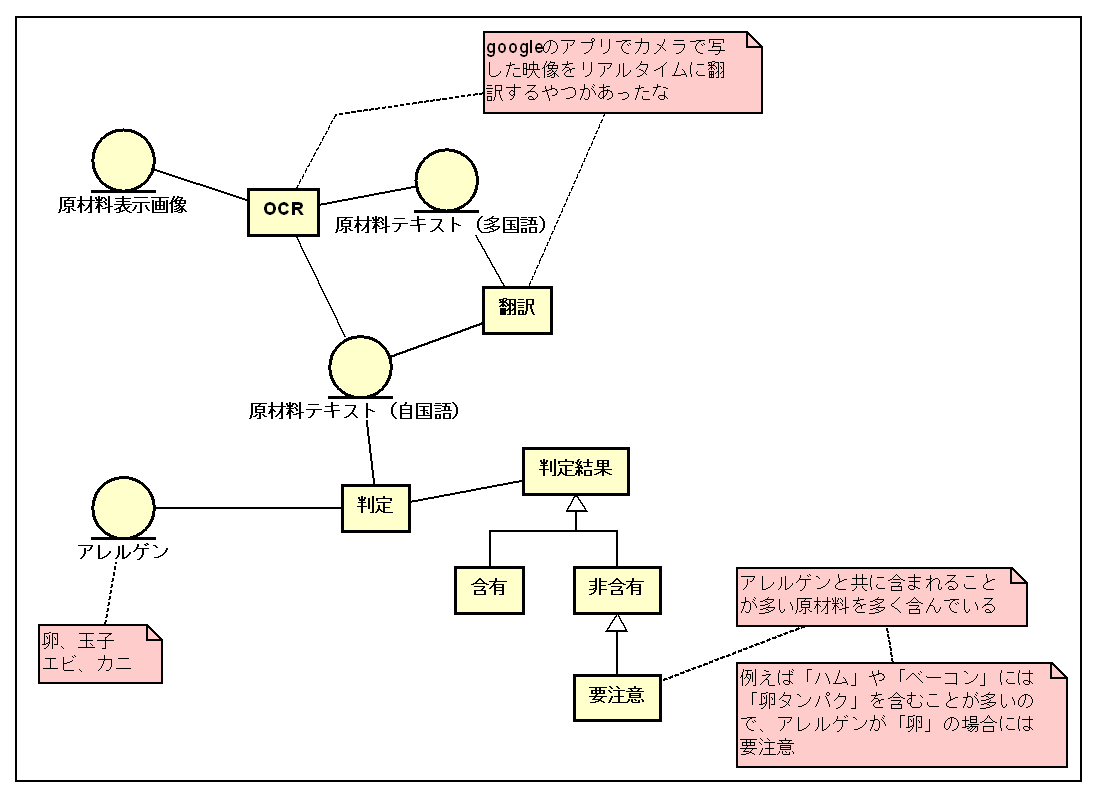 googleのアプリでカメラで写
した映像をリアルタイムに翻
訳するやつがあったな
原材料表示画像
OCR
原材料テキスト（多国語）
翻訳
原材料テキスト（自国語）
判定結果
判定
アレルゲン
含有
非含有
アレルゲンと共に含まれること
が多い原材料を多く含んでいる
卵、玉子
エビ、カニ
要注意
例えば「ハム」や「ベーコン」には
「卵タンパク」を含むことが多いの
で、アレルゲンが「卵」の場合には
要注意